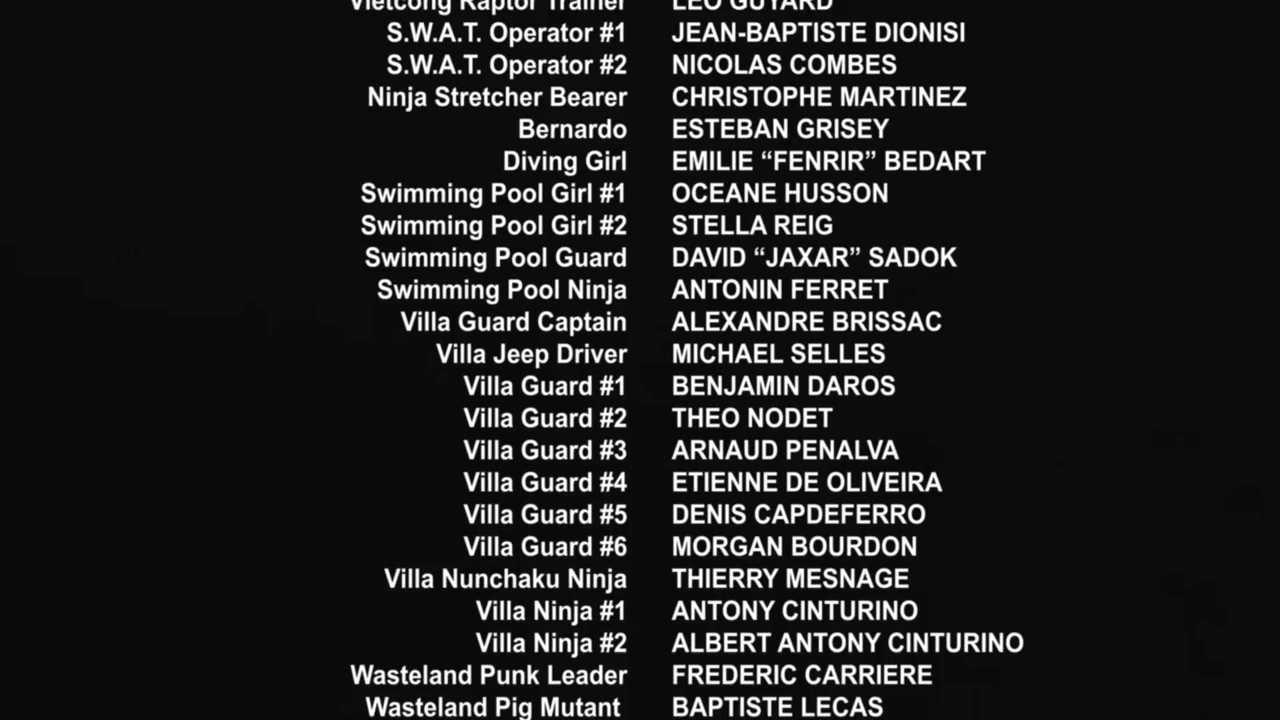 Vietcong Raptor Trainer LEO GUYARD
S.W.A.T. Operator #1 JEAN-BAPTISTE DIONISI
S.W.A.T. Operator #2 NICOLAS COMBES
Ninja Stretcher Bearer CHRISTOPHE MARTINEZ
Bernardo ESTEBAN GRISEY
Diving Girl EMILIE “FENRIR” BEDART
Swimming Pool Girl #1 OCEANE HUSSON
Swimming Pool Girl #2 STELLA REIG
Swimming Pool Guard DAVID “JAXAR” SADOK
Swimming Pool Ninja ANTONIN FERRET
Villa Guard Captain ALEXANDRE BRISSAC
Villa Jeep Driver MICHAEL SELLES
Villa Guard #1 BENJAMIN DAROS
Villa Guard #2 THEO NODET
Villa Guard #3 ARNAUD PENALVA
Villa Guard #4 ETIENNE DE OLIVEIRA
Villa Guard #5 DENIS CAPDEFERRO
Villa Guard #6 MORGAN BOURDON
Villa Nunchaku Ninja THIERRY MESNAGE
Villa Ninja #1 ANTONY CINTURINO
Villa Ninja #2 ALBERT ANTONY CINTURINO
Wasteland Punk Leader FREDERIC CARRIERE
Wasteland Pig Mutant BAPTISTE LECAS